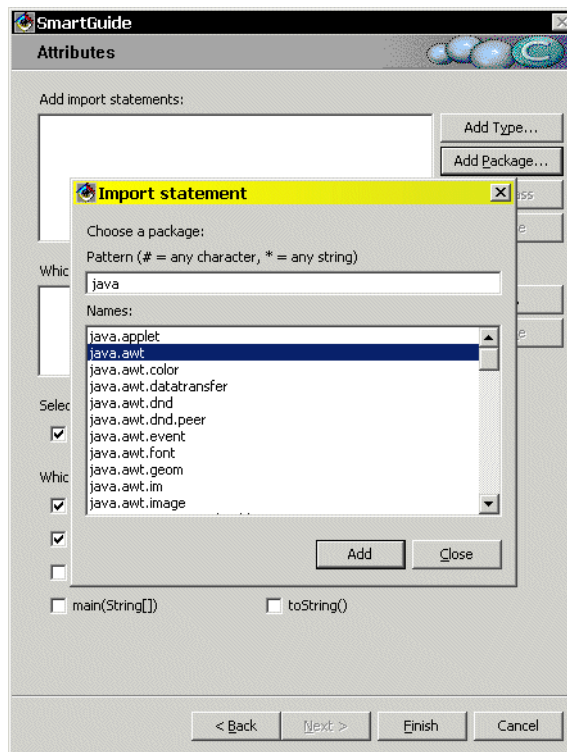 SmartGuide
Attributes
Add import statements:
Add Type...
Add Package...
Import statement
Choose a package:
Pattern (# = any character, * = any string)
java
Names:
java.applet
java.awt
java.awt.color
java.awt.datatransfer
java.awt.dnd
java.awt.dnd.peer
java.awt.event
java.awt.font
java.awt.geom
java.awt.im
java.awt.image
Add
Close
main(String[])
toString()
< Back
Next >
Finish
Cancel